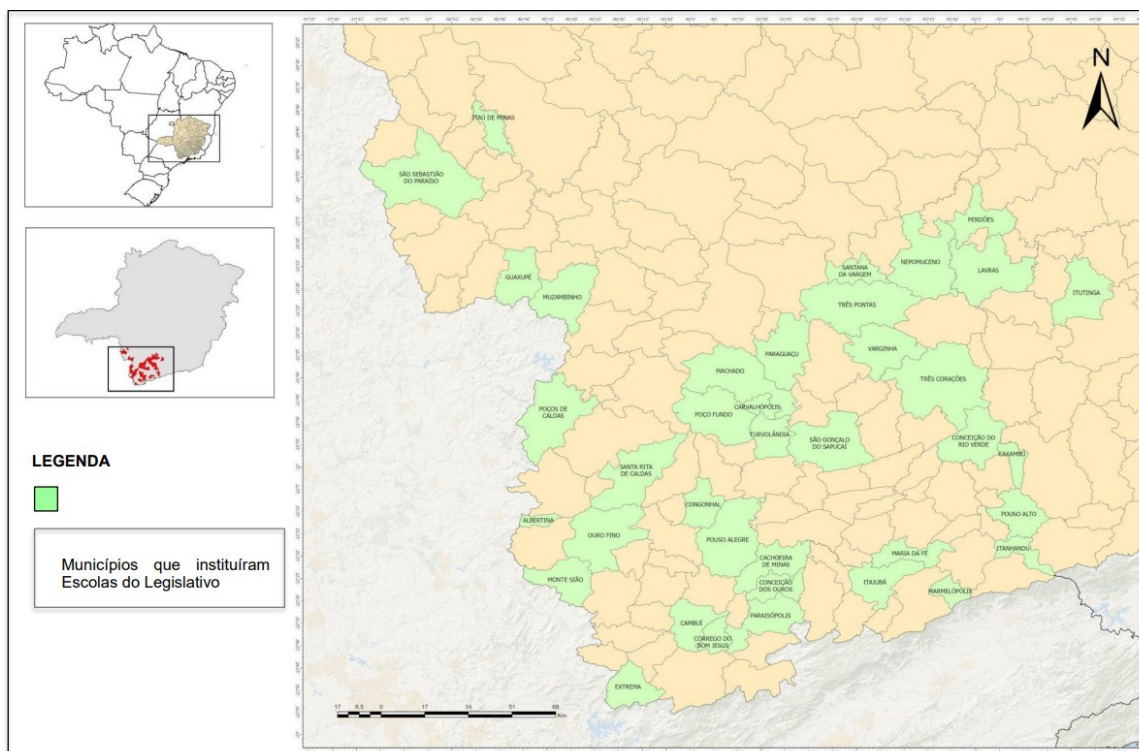 N
ITAÚ DE MINAS
SÃO SEBASTIÃO
DO PARAÍSO
PERDÕES
NEPOMUCENO
LAVRAS
SANTANA
DA VARGEM
GUAXUPÉ
MUZAMBINHO
ITUTINGA
TRÊS PONTAS
VARGINHA
PARAGUAÇU
MACHADO
TRÊS CORAÇÕES
CARVALHÓPOLIS
POÇOS DE
CALDAS
POÇO FUNDO
TURVOLÂNDIA
SÃO GONÇALO
DO SAPUCAÍ
CONCEIÇÃO DO
RIO VERDE
CAXAMBÚ
LEGENDA
SANTA RITA
DE CALDAS
CONGONHAL
POUSO ALTO
ALBERTINA
OURO FINO
POUSO ALEGRE
ITANHANDU
MARIA DA FÉ
CACHOEIRA
DE MINAS
Municípios que instituíram
Escolas do Legislativo
MONTE SIÃO
CONCEIÇÃO
DOS OUROS
ITAJUBÁ
MARMELÓPOLIS
PARAISÓPOLIS
CAMBUÍ
CÓRREGO DO
BOM JESUS
EXTREMA
17 8,5 0 17 34 51 68
Km